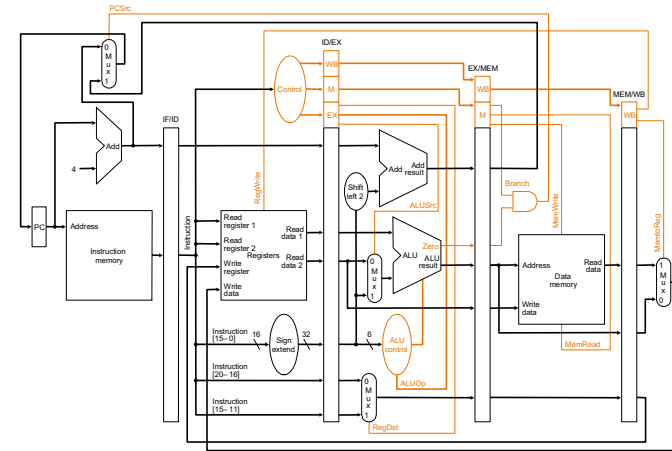 PCSrc
0
M
u
x
1
ID/EX
WB
EX/MEM
Control
M
WB
MEM/WB
EX
M
WB
IF/ID
Add
4
Add
Add
result
RegWrite
Shift
left 2
ALUSrc
Branch
MemWrite
PC
Address
Instruction
memory
Instruction
Read
register 1
Read
register 2
Write
register
Write
data
Registers
Read
data 1
Read
data 2
0
M
u
x
1
ALU
Zero
ALU
result
Address
Write
data
Data
memory
Read
data
MemtoReg
1
M
u
x
0
Instruction
[15–0]
16
Sign
extend
32
6
ALU
control
MemRead
Instruction
[20–16]
ALUOp
Instruction
[15–11]
0
M
u
x
1
RegDst